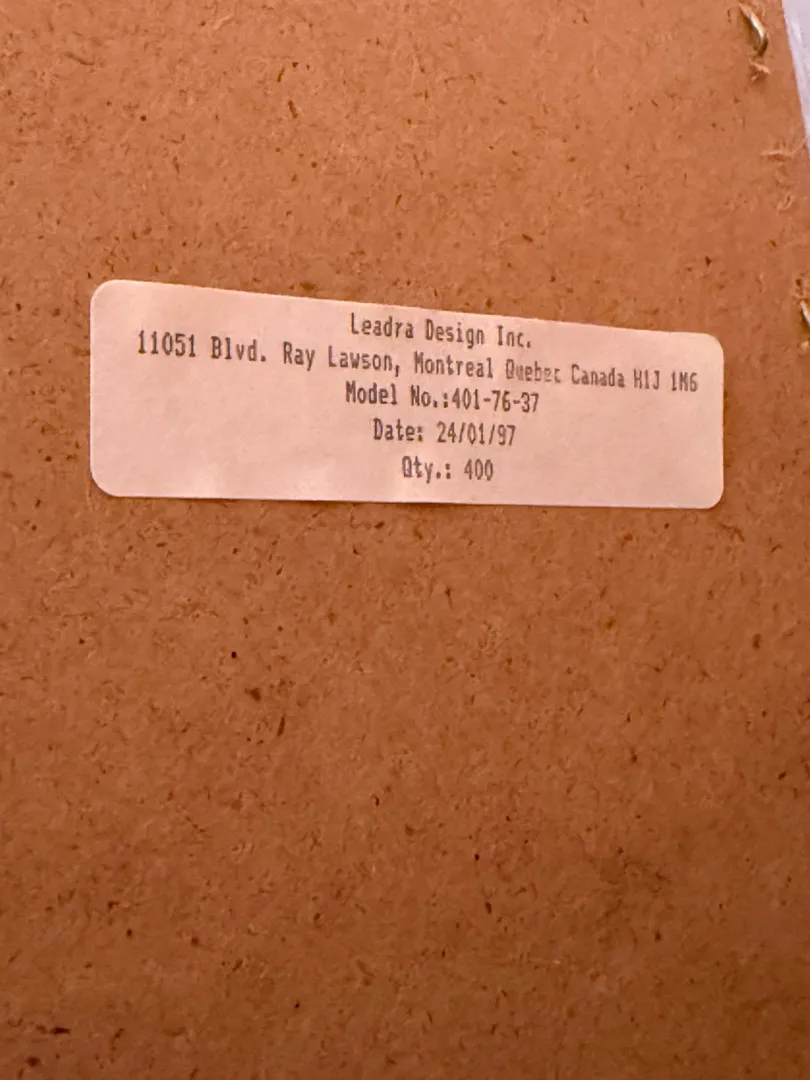 Leadra Design Inc.
11051 Blvd. Ray Lawson, Montreal Quebec Canada H1J 1M6
Model No.:401-76-37
Date: 24/01/97
Qty.: 400